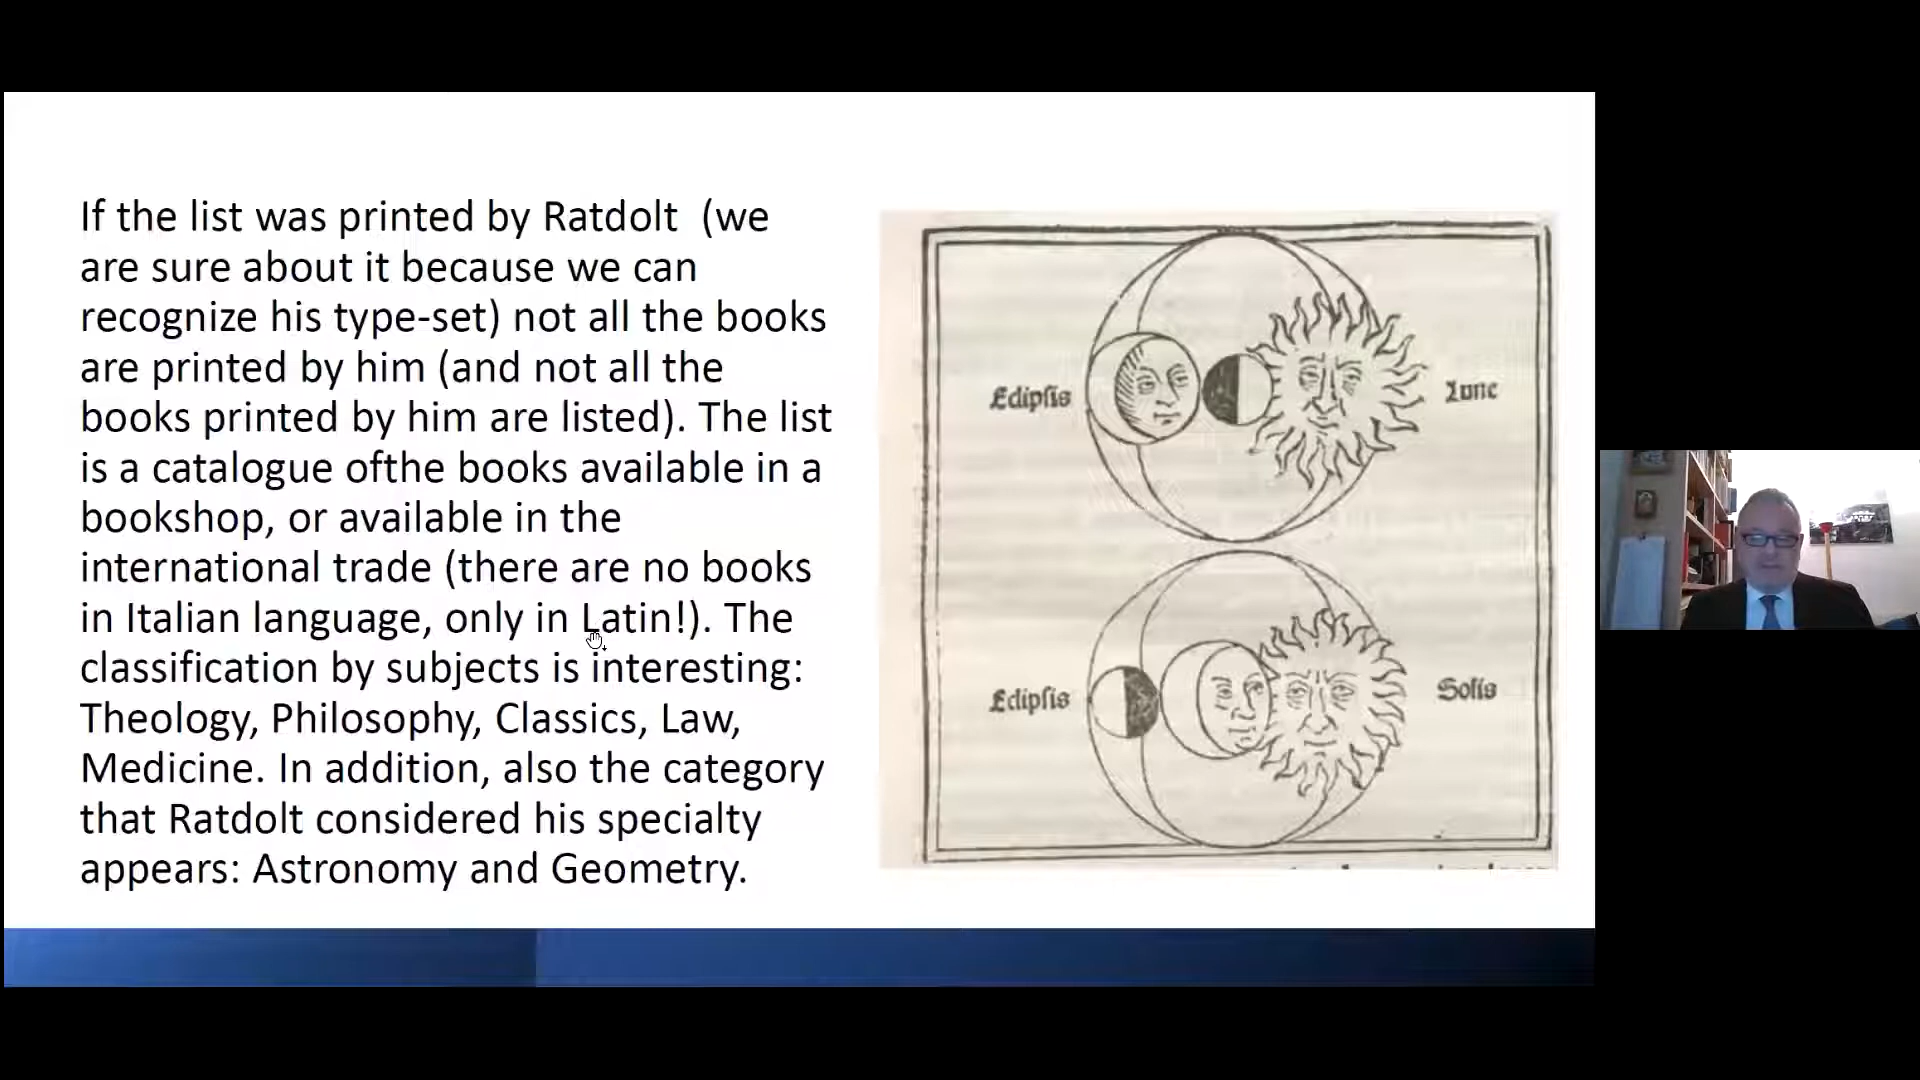 If the list was printed by Ratdolt  (we
are sure about it because we can
recognize his type-set) not all the books
are printed by him (and not all the
books printed by him are listed). The list
is a catalogue ofthe books available in a
bookshop, or available in the
international trade (there are no books
in Italian language, only in Latin!). The
classification by subjects is interesting:
Theology, Philosophy, Classics, Law,
Medicine. In addition, also the category
that Ratdolt considered his specialty
appears: Astronomy and Geometry.
Eclipſis
Lune
Eclipſis
Solis